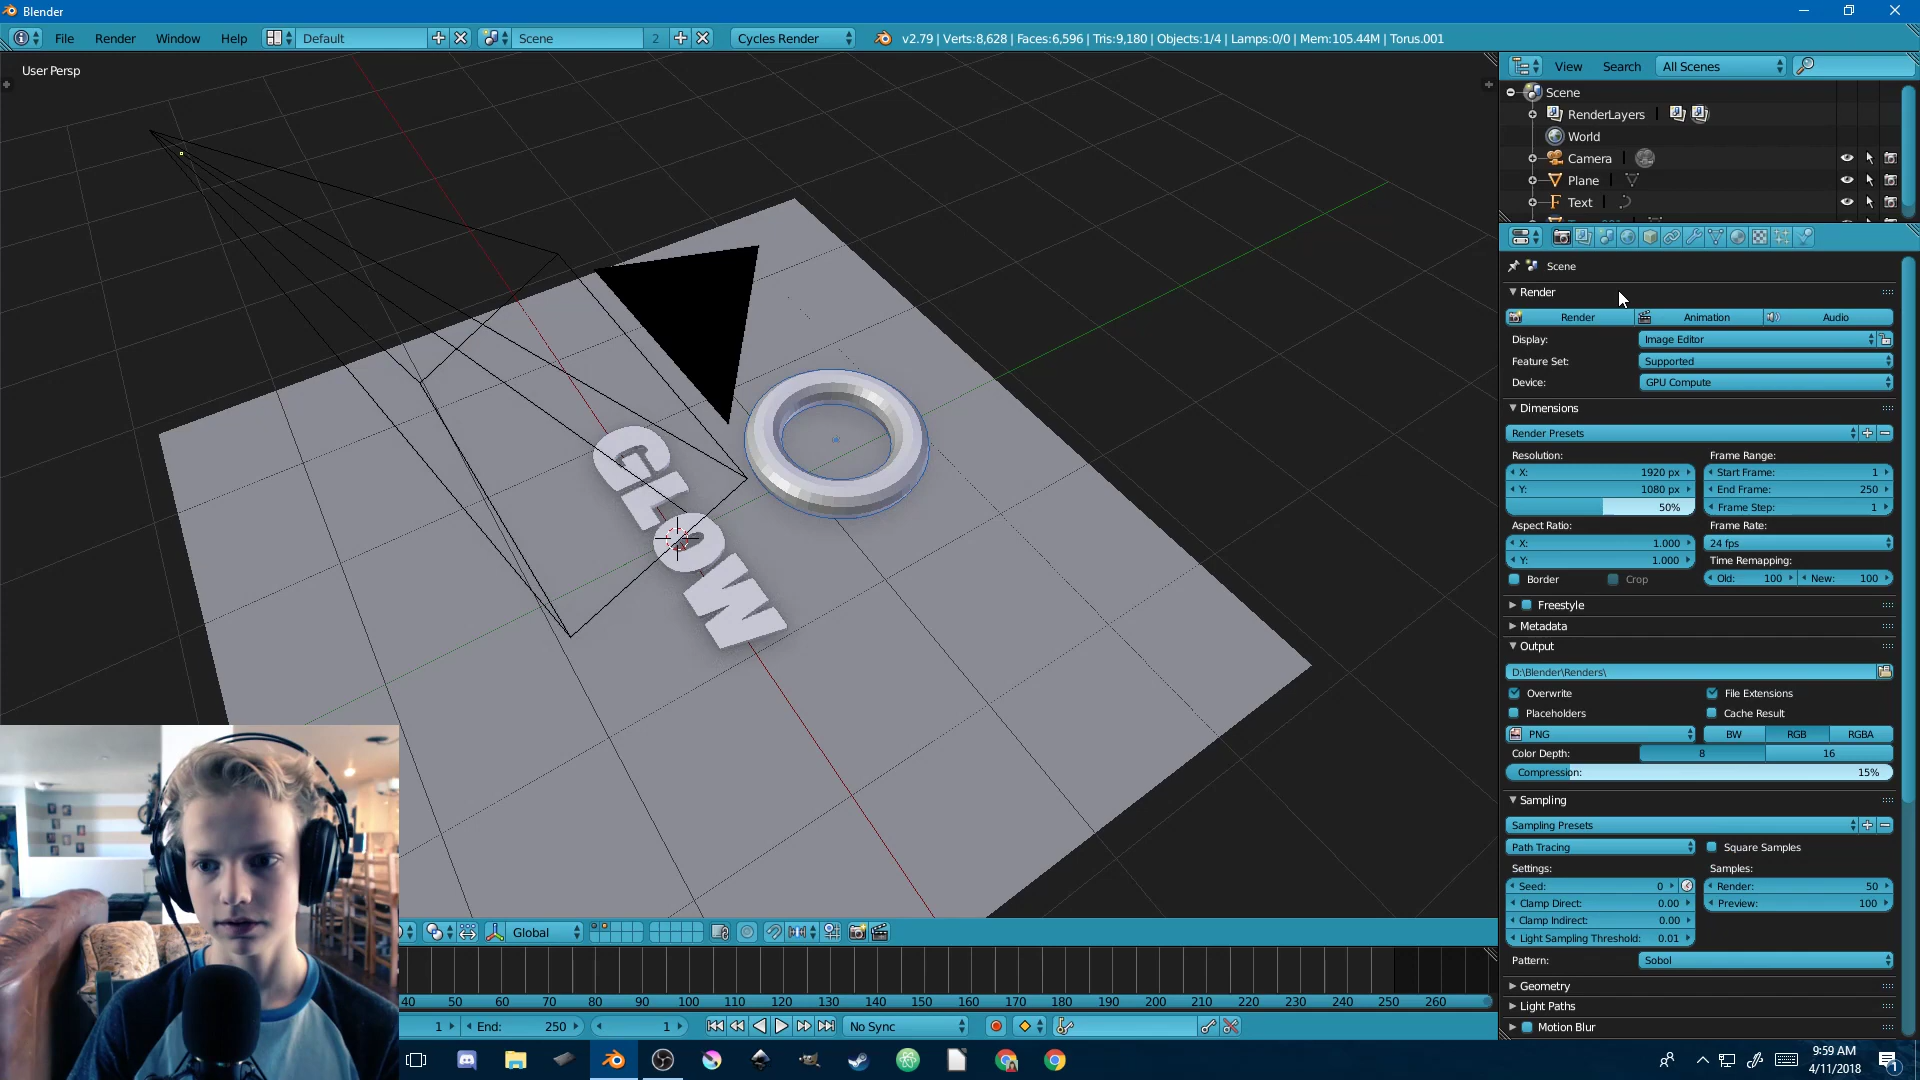 Blender
File Render Window Help Default Scene 2 Cycles Render v2.79 | Verts:8,628 | Faces:6,596 | Tris:9,180 | Objects:1/4 | Lamps:0/0 | Mem:105.44M | Torus.001
User Persp
GLOW
View Search All Scenes
Scene
RenderLayers
World
Camera
Plane
Text
Scene
Render
Render Animation Audio
Display: Image Editor
Feature Set: Supported
Device: GPU Compute
Dimensions
Render Presets
Resolution: Frame Range:
X: 1920 px Start Frame: 1
Y: 1080 px End Frame: 250
50% Frame Step: 1
Aspect Ratio: Frame Rate:
X: 1.000 24 fps
Y: 1.000 Time Remapping:
Border Crop Old: 100 New: 100
Freestyle
Metadata
Output
D:\Blender\Renders\
Overwrite File Extensions
Placeholders Cache Result
PNG BW RGB RGBA
Color Depth: 8 16
Compression: 15%
Sampling
Sampling Presets
Path Tracing Square Samples
Settings: Samples:
Seed: 0 Render: 50
Clamp Direct: 0.00 Preview: 100
Clamp Indirect: 0.00
Light Sampling Threshold: 0.01
Pattern: Sobol
Geometry
Light Paths
Motion Blur
Global
40 50 60 70 80 90 100 110 120 130 140 150 160 170 180 190 200 210 220 230 240 250 260
1 End: 250 1 No Sync
9:59 AM
4/11/2018
1